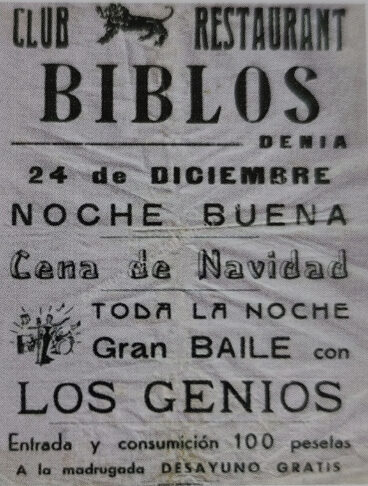 CLUB RESTAURANT
BIBLOS
DENIA
24 de DICIEMBRE
NOCHE BUENA
Cena de Navidad
TODA LA NOCHE
Gran BAILE con
LOS GENIOS
Entrada y consumición 100 pesetas
A la madrugada DESAYUNO GRATIS